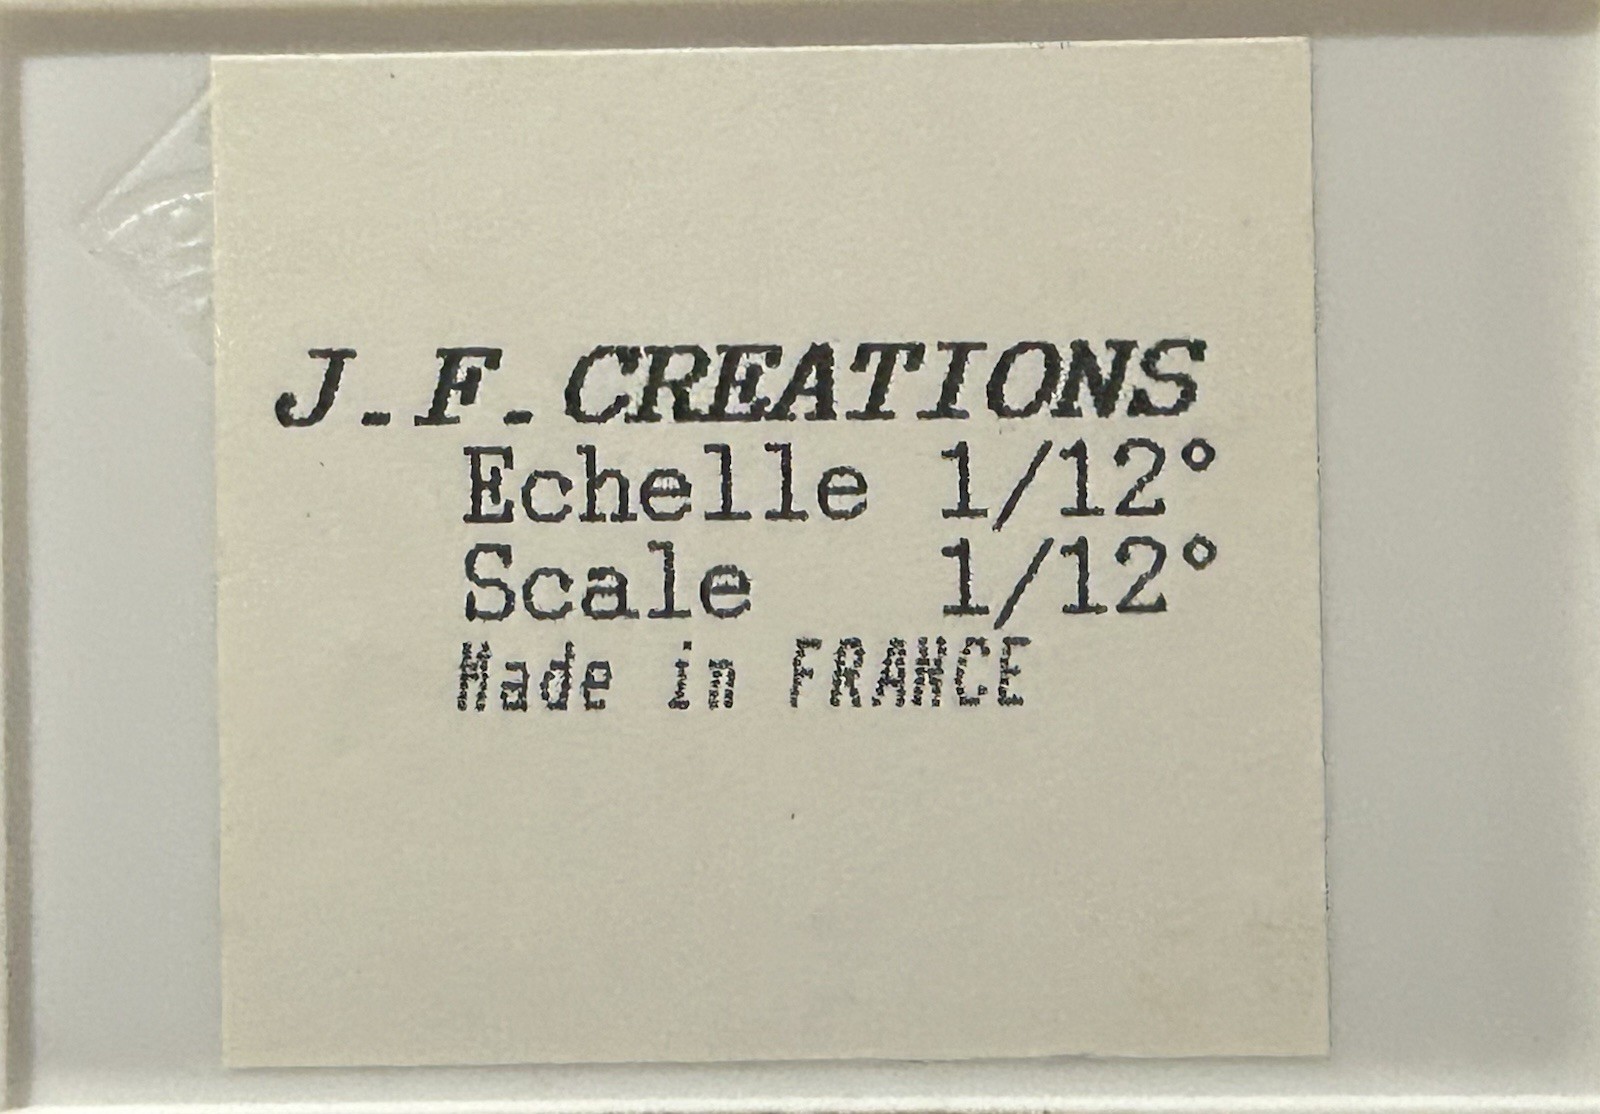 J.F.CREATIONS
Echelle 1/12°
Scale 1/12°
Made in FRANCE